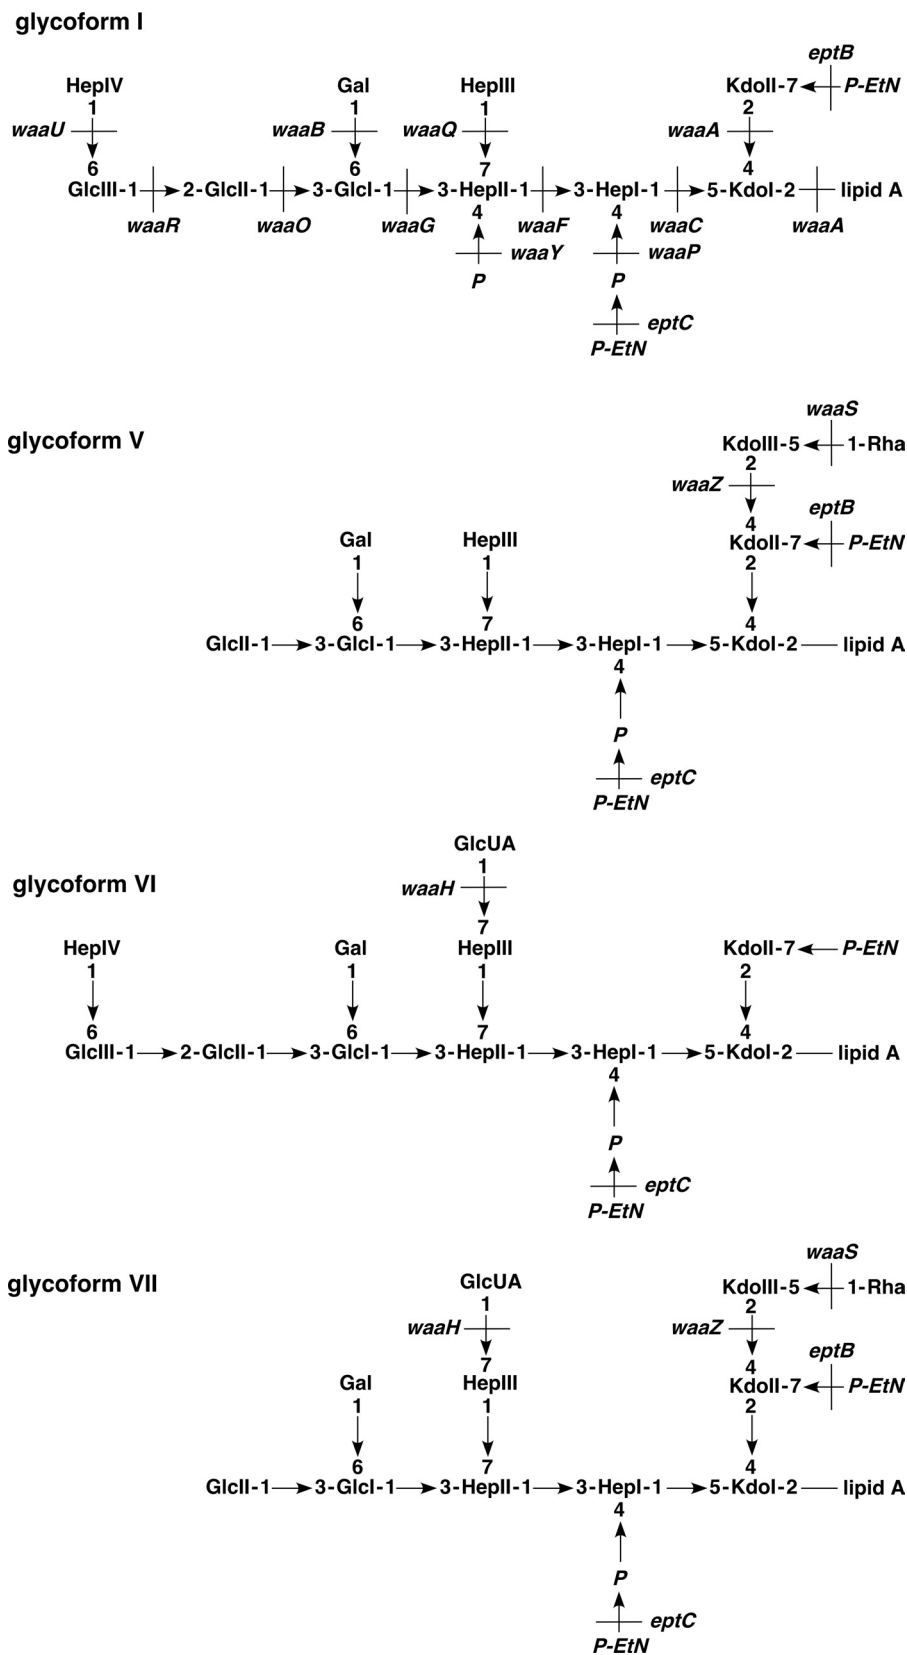 glycoform I
eptB
HepIV Gal HepIII KdoII-7 P-EtN
1 1 1 2
waaU waaB waaQ waaA
6 6 7 4
GlcIII-1 2-GlcII-1 3-GlcI-1 3-HepII-1 3-HepI-1 5-KdoI-2 lipid A
4 4
waaR waaO waaG waaF waaC waaA
waaY waaP
P P
eptC
P-EtN
waaS
glycoform V
KdoIII-5 1-Rha
2
waaZ
eptB
4
Gal HepIII KdoII-7 P-EtN
1 1 2
6 7 4
GlcII-1 3-GlcI-1 3-HepII-1 3-HepI-1 5-KdoI-2 lipid A
4
P
eptC
P-EtN
GlcUA
1
glycoform VI
waaH
7
HepIV Gal HepIII KdoII-7 P-EtN
1 1 1 2
6 6 7 4
GlcIII-1 2-GlcII-1 3-GlcI-1 3-HepII-1 3-HepI-1 5-KdoI-2 lipid A
4
P
eptC
P-EtN
waaS
glycoform VII
GlcUA KdoIII-5 1-Rha
1 2
waaH waaZ
eptB
7 4
Gal HepIII KdoII-7 P-EtN
1 1 2
6 7 4
GlcII-1 3-GlcI-1 3-HepII-1 3-HepI-1 5-KdoI-2 lipid A
4
P
eptC
P-EtN